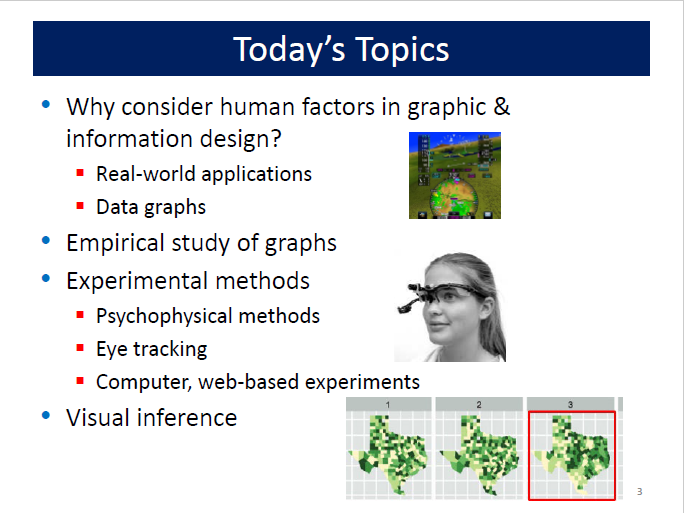 Today's Topics
• Why consider human factors in graphic &
information design?
▪ Real-world applications
▪ Data graphs
• Empirical study of graphs
• Experimental methods
▪ Psychophysical methods
▪ Eye tracking
▪ Computer, web-based experiments
• Visual inference
1 2 3
3